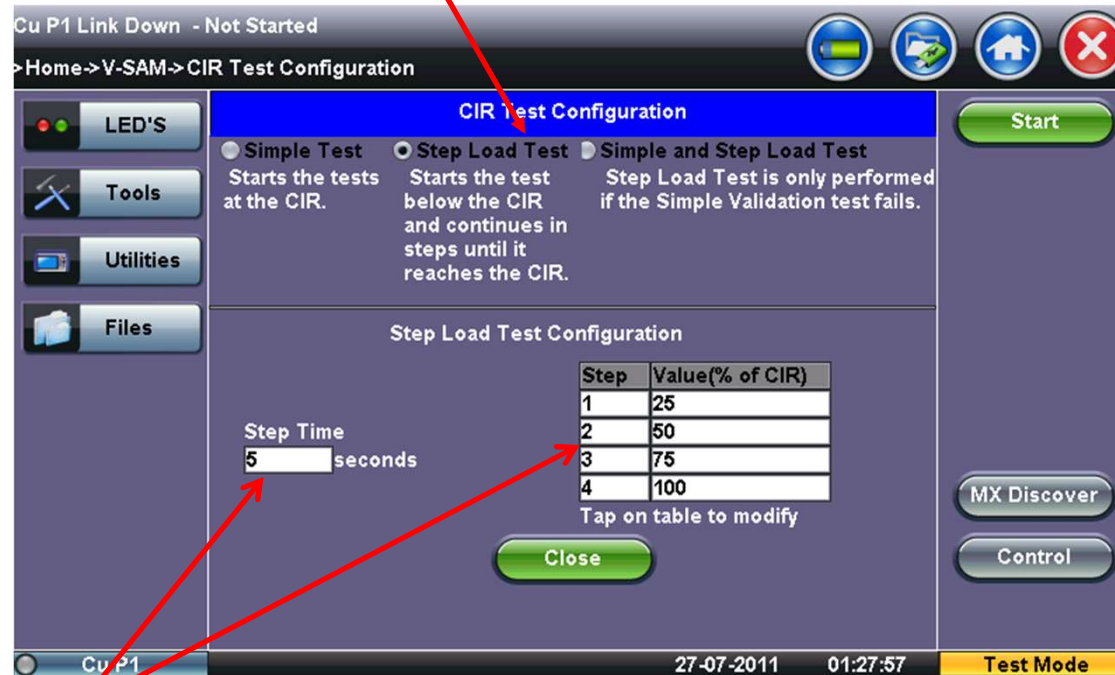 Cu P1 Link Down - Not Started
>Home->V-SAM->CIR Test Configuration
LED'S
Tools
Utilities
Files
CIR Test Configuration
Simple Test
Starts the tests
at the CIR.
Step Load Test
Starts the test
below the CIR
and continues in
steps until it
reaches the CIR.
Simple and Step Load Test
Step Load Test is only performed
if the Simple Validation test fails.
Step Load Test Configuration
Step Time
5 seconds
Step Value(% of CIR)
1 25
2 50
3 75
4 100
Tap on table to modify
Close
Start
MX Discover
Control
Cu P1
27-07-2011 01:27:57
Test Mode